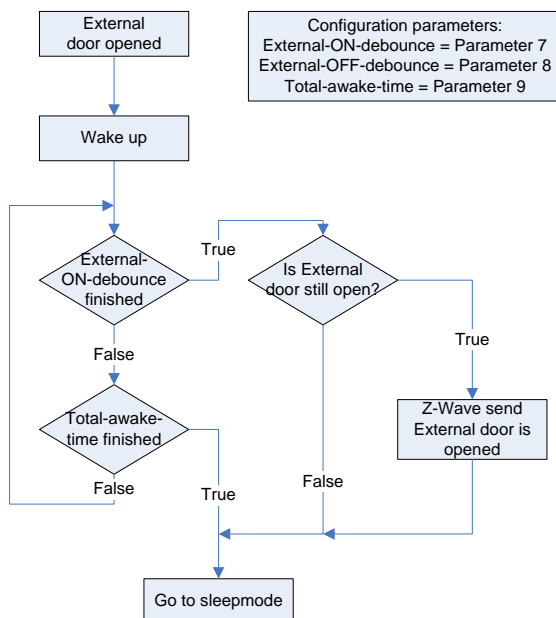 External
door opened
Configuration parameters:
External-ON-debounce = Parameter 7
External-OFF-debounce = Parameter 8
Total-awake-time = Parameter 9
Wake up
External-
ON-debounce
finished
True
Is External
door still open?
False
True
Total-awake-
time finished
Z-Wave send
External door is
opened
False
True
False
Go to sleepmode